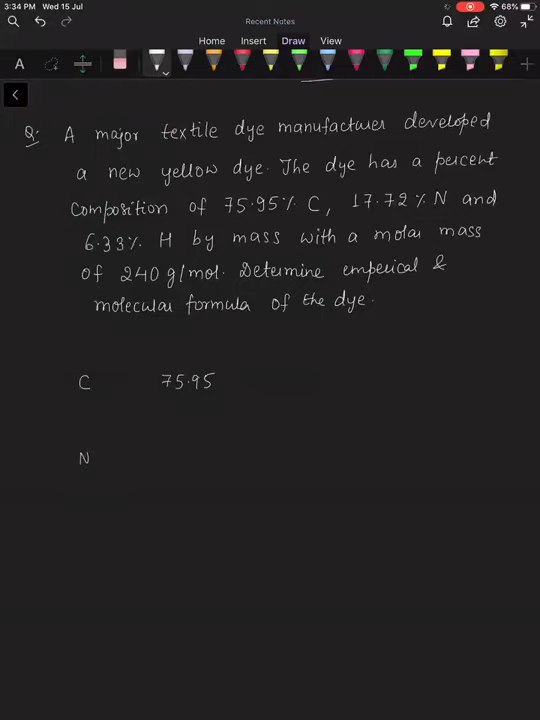 3:34 PM Wed 15 Jul
68%
Recent Notes
Home Insert Draw View
A
Q: A major textile dye manufacturer developed
a new yellow dye. The dye has a percent
composition of 75.95% C, 17.72% N and
6.33% H by mass with a molar mass
of 240 g/mol. Determine emperical &
molecular formula of the dye.
C 75.95
N